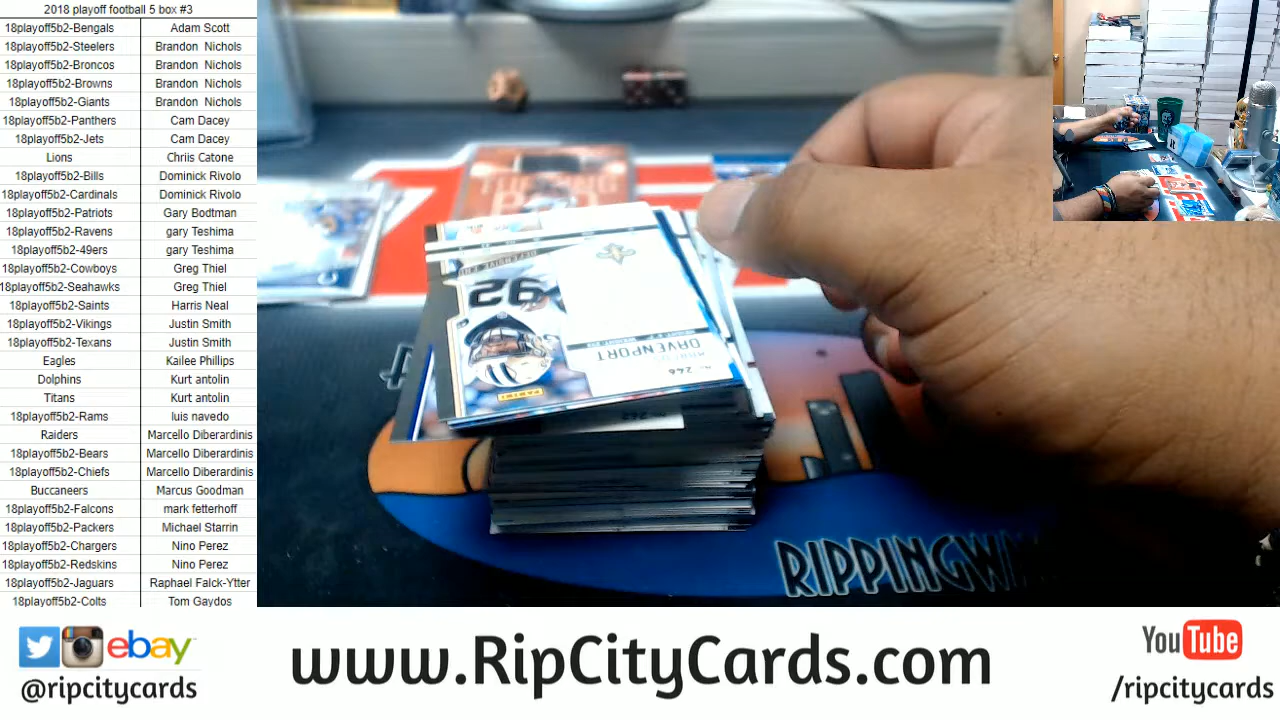 2018 playoff football 5 box #3
18playoff5b2-Bengals Adam Scott
18playoff5b2-Steelers Brandon Nichols
18playoff5b2-Broncos Brandon Nichols
18playoff5b2-Browns Brandon Nichols
18playoff5b2-Giants Brandon Nichols
18playoff5b2-Panthers Cam Dacey
18playoff5b2-Jets Cam Dacey
Lions Chriis Catone
18playoff5b2-Bills Dominick Rivolo
18playoff5b2-Cardinals Dominick Rivolo
18playoff5b2-Patriots Gary Bodtman
18playoff5b2-Ravens gary Teshima
18playoff5b2-49ers gary Teshima
18playoff5b2-Cowboys Greg Thiel
18playoff5b2-Seahawks Greg Thiel
18playoff5b2-Saints Harris Neal
18playoff5b2-Vikings Justin Smith
18playoff5b2-Texans Justin Smith
Eagles Kailee Phillips
Dolphins Kurt antolin
Titans Kurt antolin
18playoff5b2-Rams luis navedo
Raiders Marcello Diberardinis
18playoff5b2-Bears Marcello Diberardinis
18playoff5b2-Chiefs Marcello Diberardinis
Buccaneers Marcus Goodman
18playoff5b2-Falcons mark fetterhoff
18playoff5b2-Packers Michael Starrin
18playoff5b2-Chargers Nino Perez
18playoff5b2-Redskins Nino Perez
18playoff5b2-Jaguars Raphael Falck-Ytter
18playoff5b2-Colts Tom Gaydos
DEFENSIVE END
92
DAVENPORT
No. 246
PANINI
RIPPINGW
ebay
@ripcitycards
www.RipCityCards.com
YouTube
/ripcitycards